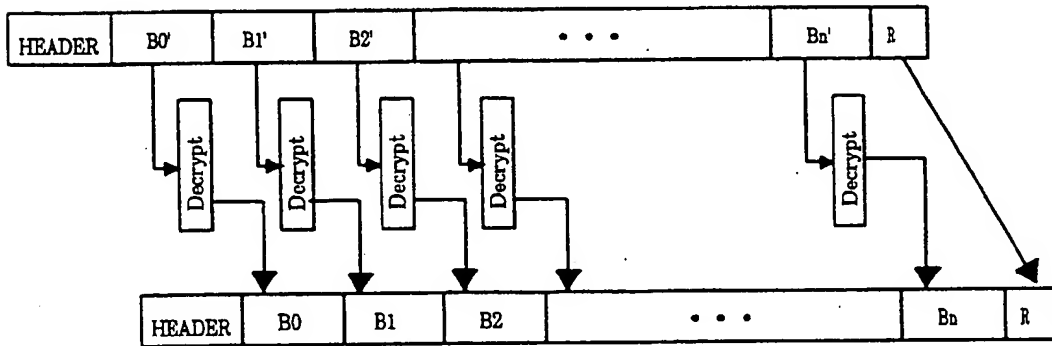 HEADER B0' B1' B2' • • • Bn' R
Decrypt Decrypt Decrypt Decrypt Decrypt
HEADER B0 B1 B2 • • • Bn R